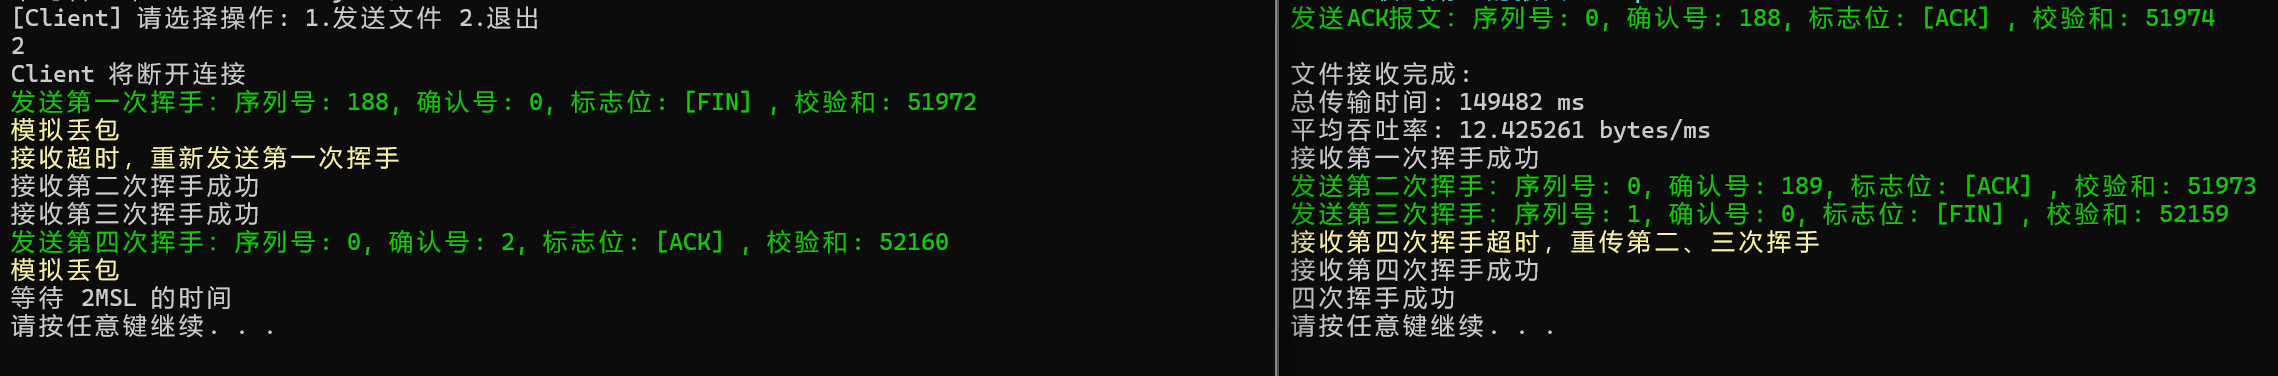 [Client] 请选择操作: 1.发送文件 2.退出
2
Client 将断开连接
发送第一次挥手: 序列号: 188, 确认号: 0, 标志位: [FIN] , 校验和: 51972
模拟丢包
接收超时, 重新发送第一次挥手
接收第二次挥手成功
接收第三次挥手成功
发送第四次挥手: 序列号: 0, 确认号: 2, 标志位: [ACK] , 校验和: 52160
模拟丢包
等待 2MSL 的时间
请按任意键继续. . .
发送ACK报文: 序列号: 0, 确认号: 188, 标志位: [ACK] , 校验和: 51974
文件接收完成:
总传输时间: 149482 ms
平均吞吐率: 12.425261 bytes/ms
接收第一次挥手成功
发送第二次挥手: 序列号: 0, 确认号: 189, 标志位: [ACK] , 校验和: 51973
发送第三次挥手: 序列号: 1, 确认号: 0, 标志位: [FIN] , 校验和: 52159
接收第四次挥手超时, 重传第二、三次挥手
接收第四次挥手成功
四次挥手成功
请按任意键继续. . .